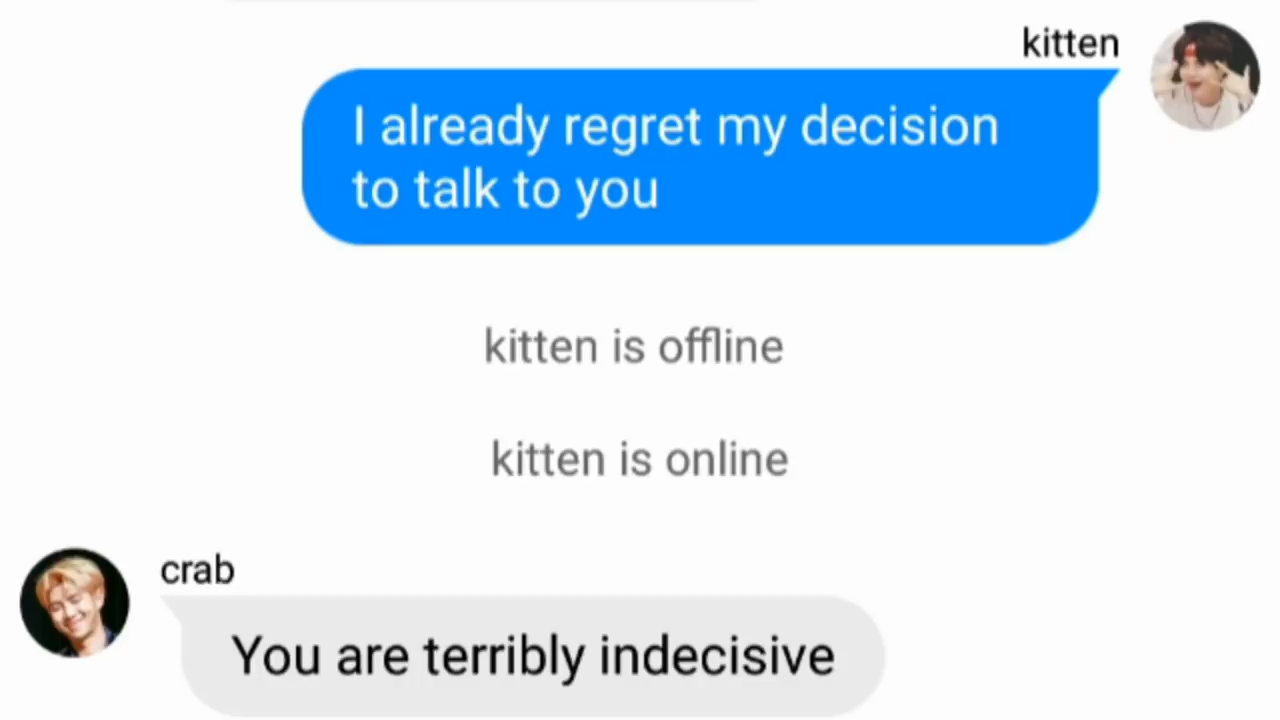 kitten
I already regret my decision
to talk to you
kitten is offline
kitten is online
crab
You are terribly indecisive